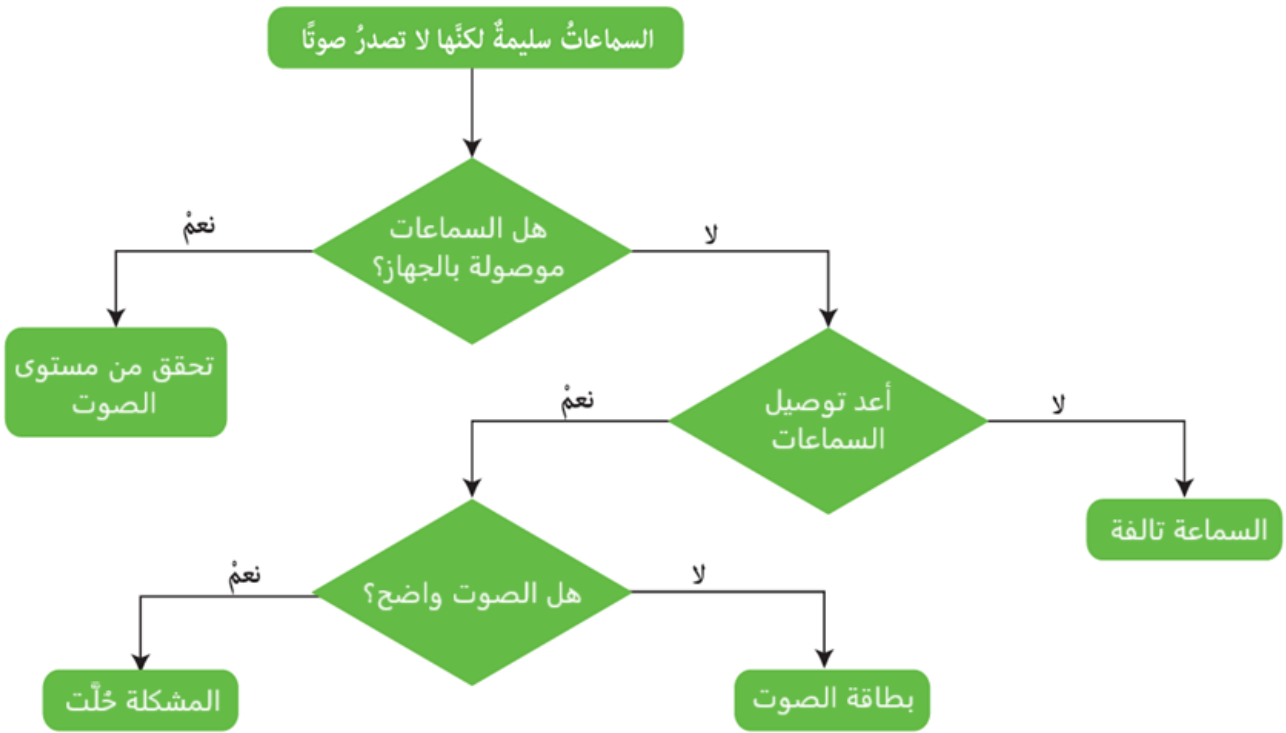 السماعاتُ سليمةٌ لكنَّها لا تصدرُ صوتًا
هل السماعات
موصولة بالجهاز؟
لا
نعمْ
تحقق من مستوى
الصوت
أعد توصيل
السماعات
لا
نعمْ
السماعة تالفة
هل الصوت واضح؟
لا
نعمْ
بطاقة الصوت
المشكلة حُلَّت